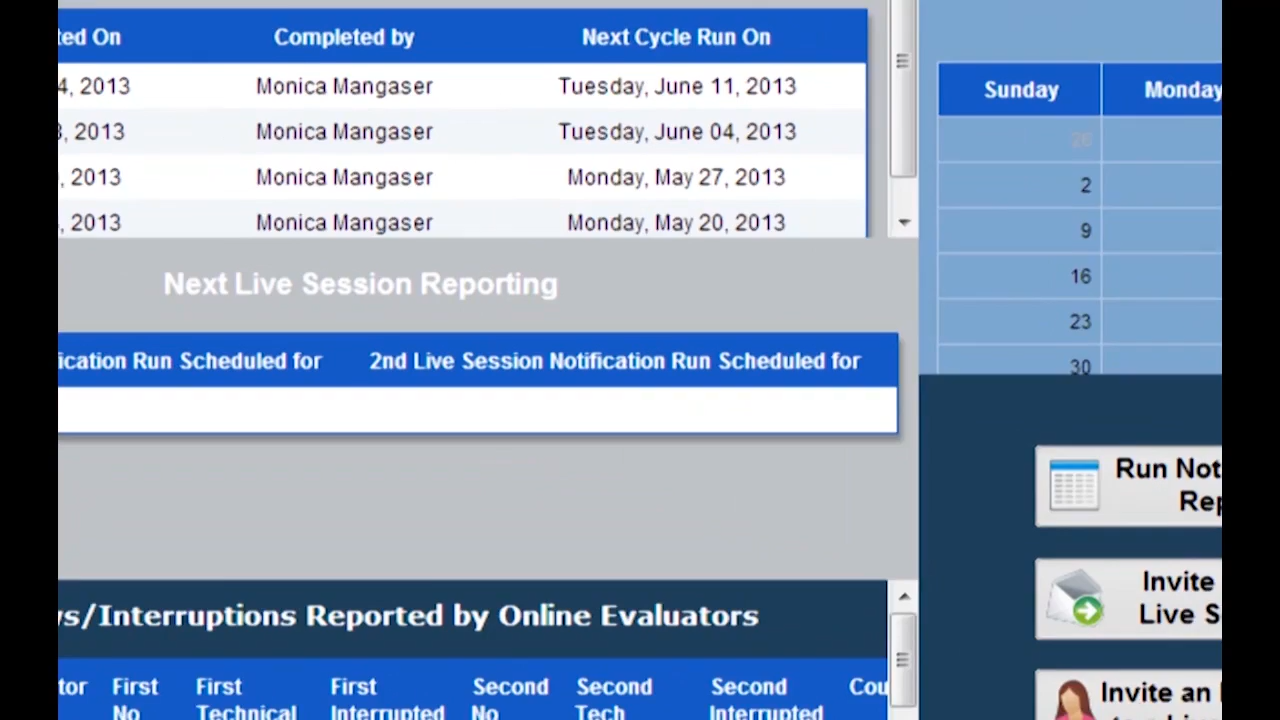 ted On Completed by Next Cycle Run On
4, 2013 Monica Mangaser Tuesday, June 11, 2013
, 2013 Monica Mangaser Tuesday, June 04, 2013
, 2013 Monica Mangaser Monday, May 27, 2013
, 2013 Monica Mangaser Monday, May 20, 2013
Next Live Session Reporting
ication Run Scheduled for 2nd Live Session Notification Run Scheduled for
s/Interruptions Reported by Online Evaluators
tor First First First Second Second Second Cou
No Technical Interrupted No Tech Interrupted
Sunday Monday
26
2
9
16
23
30
Run Not
Rep
Invite
Live S
Invite an